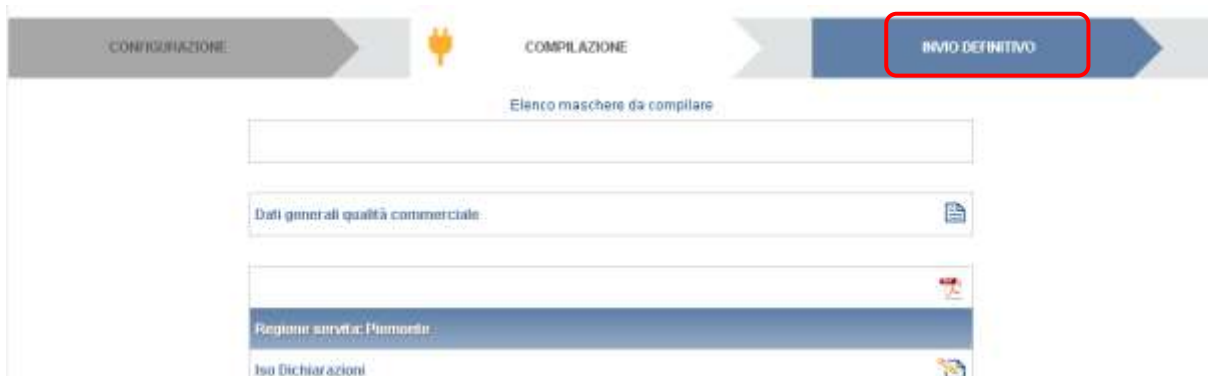 CONFIGURAZIONE
COMPILAZIONE
INVIO DEFINITIVO
Elenco maschere da compilare
Dati generali qualità commerciale
Regione servita: Piemonte
Iso Dichiarazioni